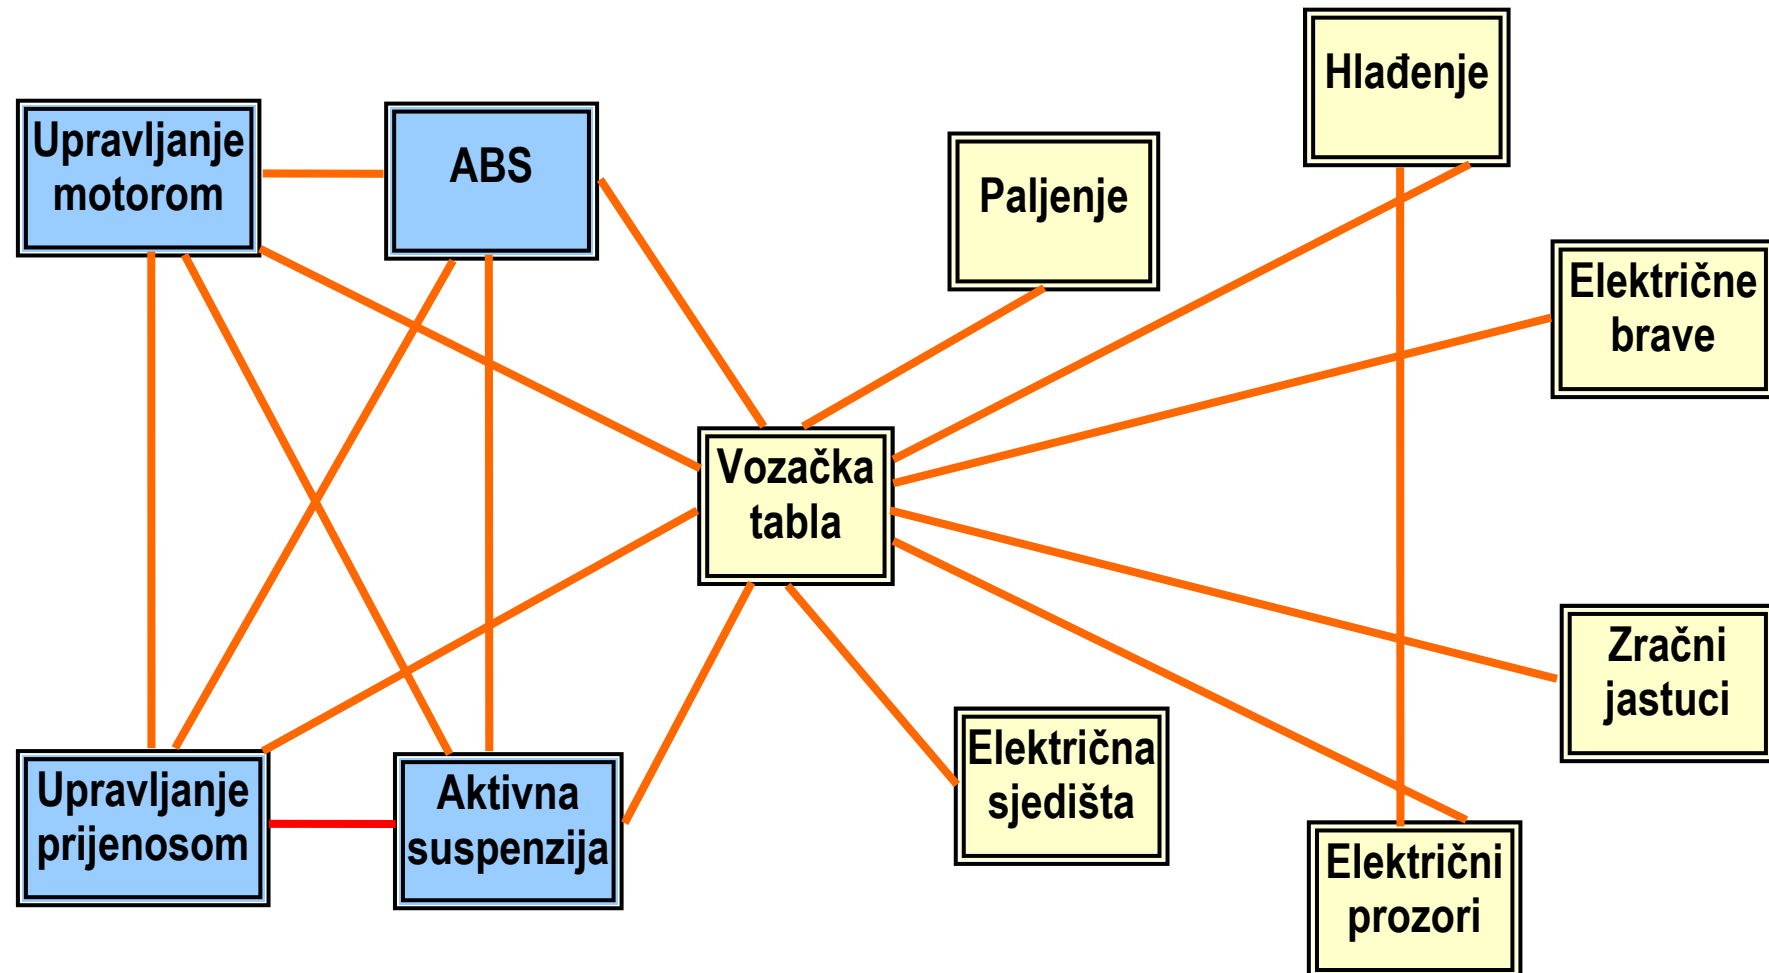 Upravljanje
motorom
ABS
Paljenje
Hlađenje
Električne
brave
Vozačka
tabla
Zračni
jastuci
Upravljanje
prijenosom
Aktivna
suspenzija
Električna
sjedišta
Električni
prozori